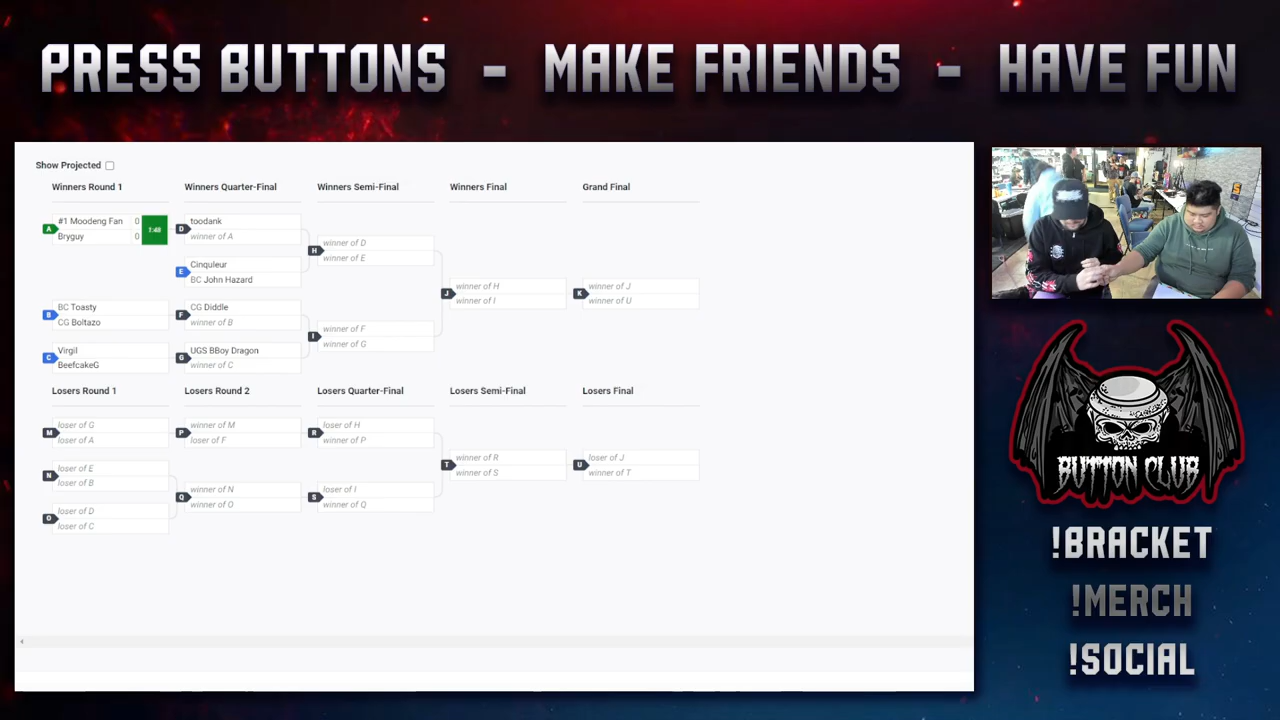 PRESS BUTTONS - MAKE FRIENDS - HAVE FUN
Show Projected
Winners Round 1
Winners Quarter-Final
Winners Semi-Final
Winners Final
Grand Final
A
#1 Moodeng Fan 0
Bryguy 0
1:40
D
toodank
winner of A
E
Cinquleur
BC John Hazard
H
winner of D
winner of E
J
winner of H
winner of I
K
winner of J
winner of U
B
BC Toasty
CG Boltazo
F
CG Diddle
winner of B
I
winner of F
winner of G
C
Virgil
BeefcakeG
G
UGS BBoy Dragon
winner of C
Losers Round 1
Losers Round 2
Losers Quarter-Final
Losers Semi-Final
Losers Final
M
loser of G
loser of A
P
winner of M
loser of F
R
loser of H
winner of P
T
winner of R
winner of S
U
loser of J
winner of T
N
loser of E
loser of B
Q
winner of N
winner of O
S
loser of I
winner of Q
O
loser of D
loser of C
BUTTON CLUB
!BRACKET
!MERCH
!SOCIAL